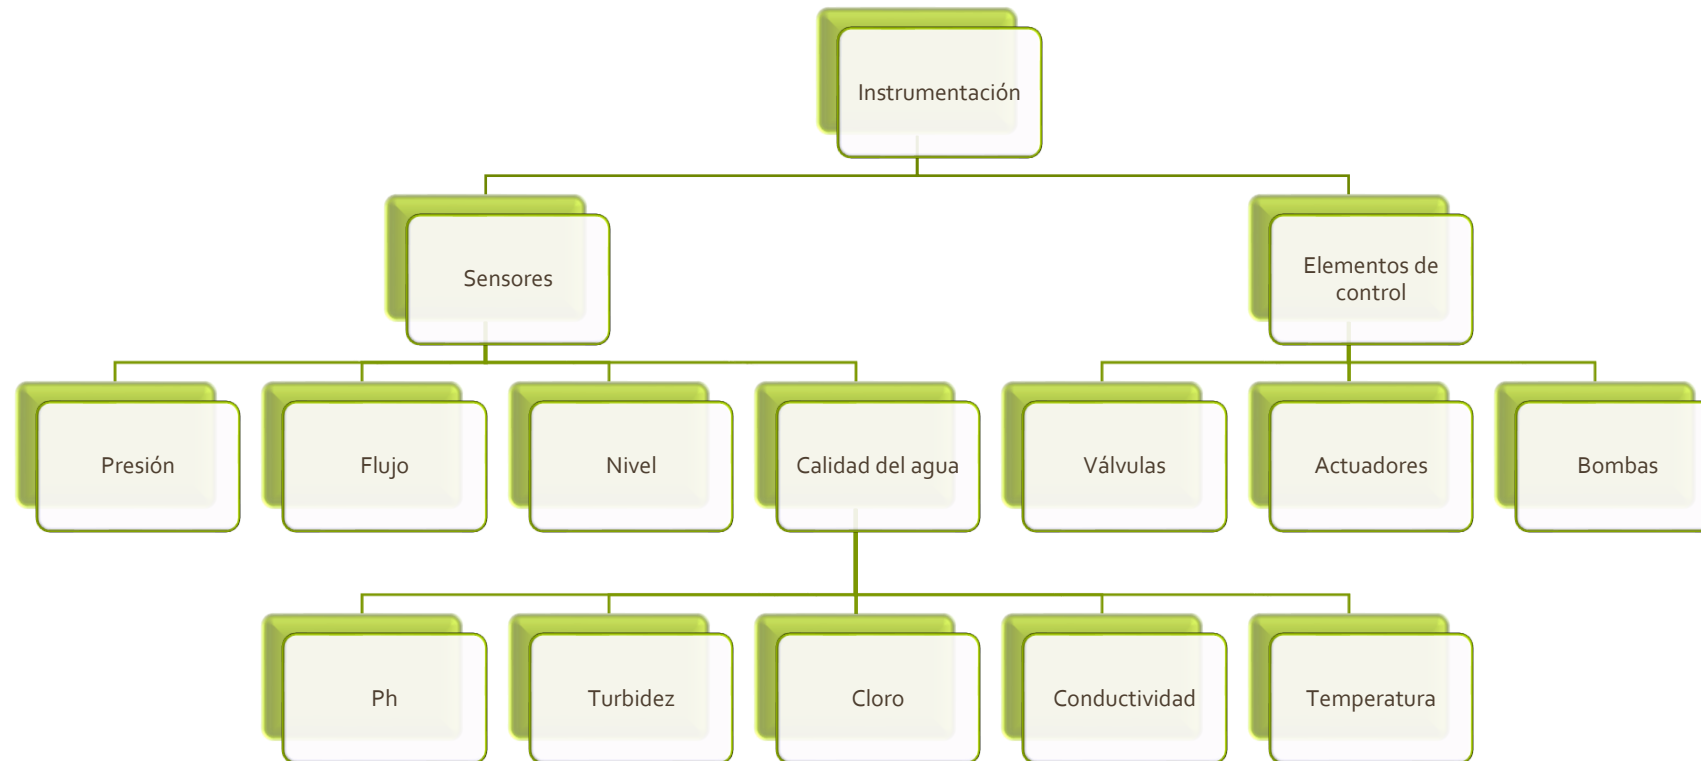 Instrumentación
Sensores
Elementos de
control
Presión
Flujo
Nivel
Calidad del agua
Válvulas
Actuadores
Bombas
Ph
Turbidez
Cloro
Conductividad
Temperatura